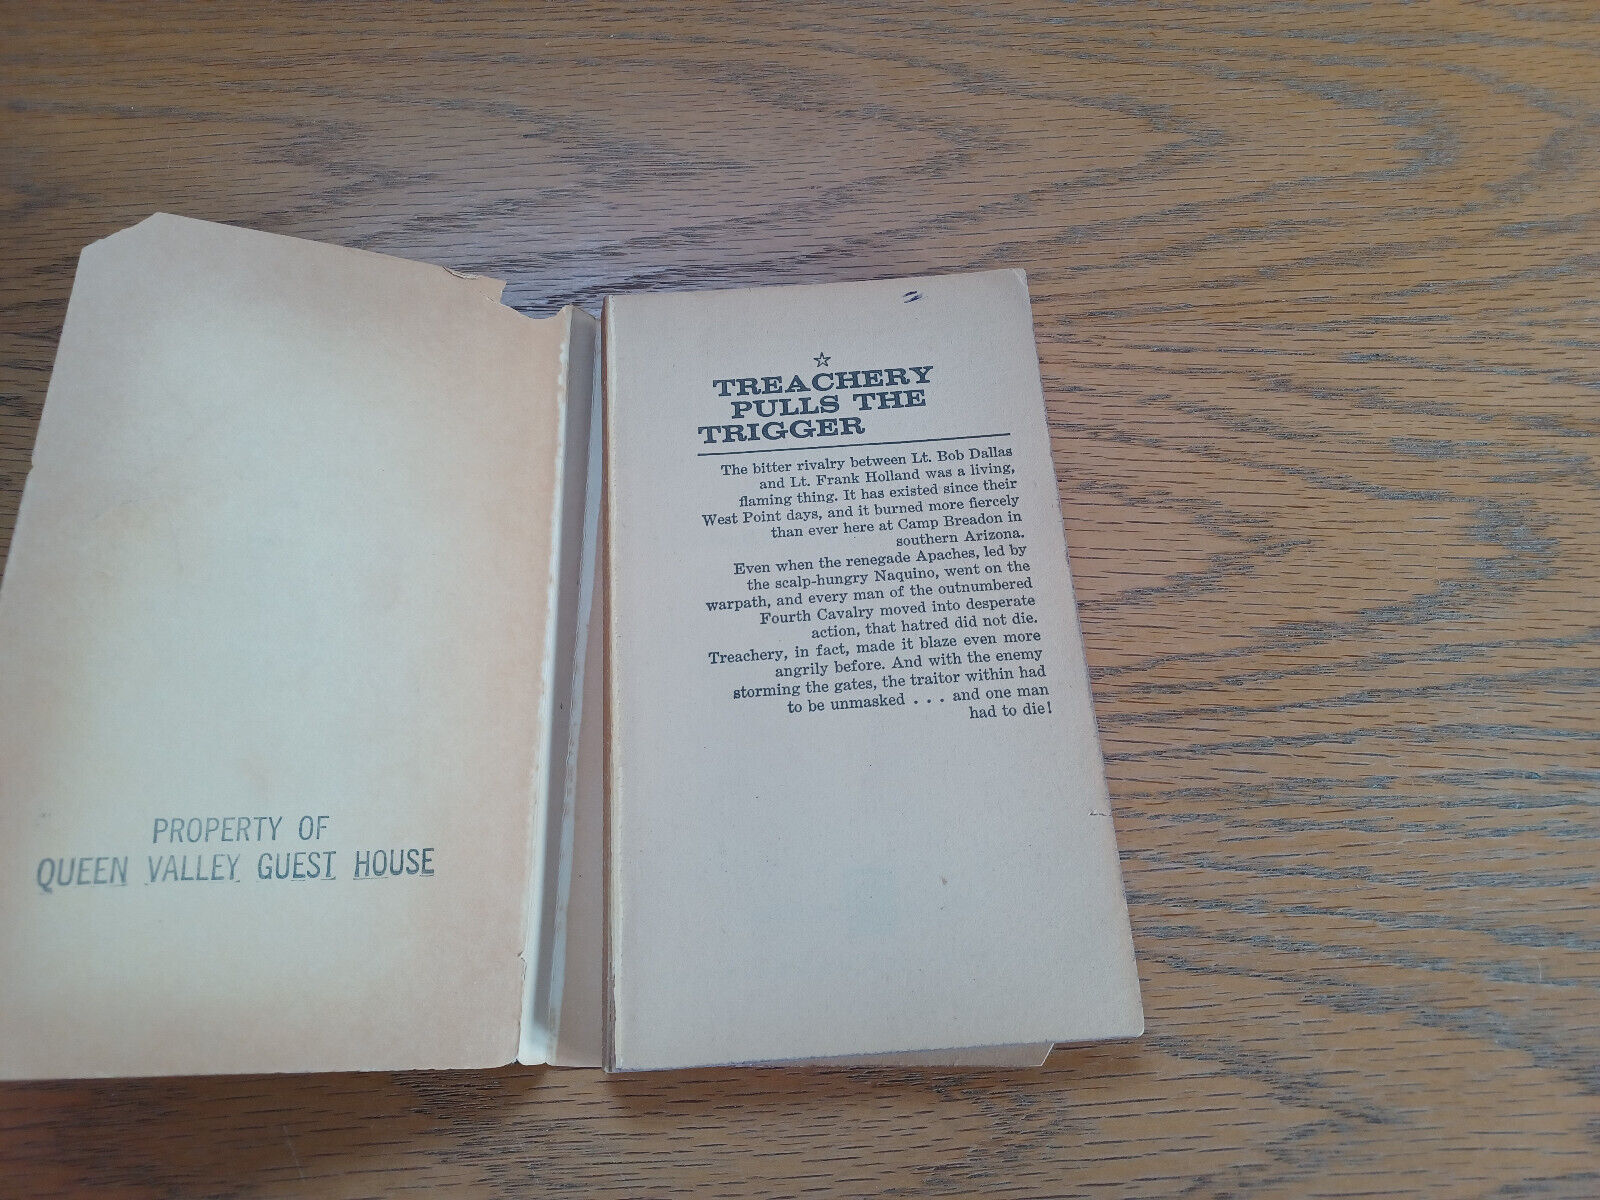 PROPERTY OF
QUEEN VALLEY GUEST HOUSE
TREACHERY
PULLS THE
TRIGGER
The bitter rivalry between Lt. Bob Dallas
and Lt. Frank Holland was a living,
flaming thing. It has existed since their
West Point days, and it burned more fiercely
than ever here at Camp Breadon in
southern Arizona.
Even when the renegade Apaches, led by
the scalp-hungry Naquino, went on the
warpath, and every man of the outnumbered
Fourth Cavalry moved into desperate
action, that hatred did not die.
Treachery, in fact, made it blaze even more
angrily before. And with the enemy
storming the gates, the traitor within had
to be unmasked . . . and one man
had to die!